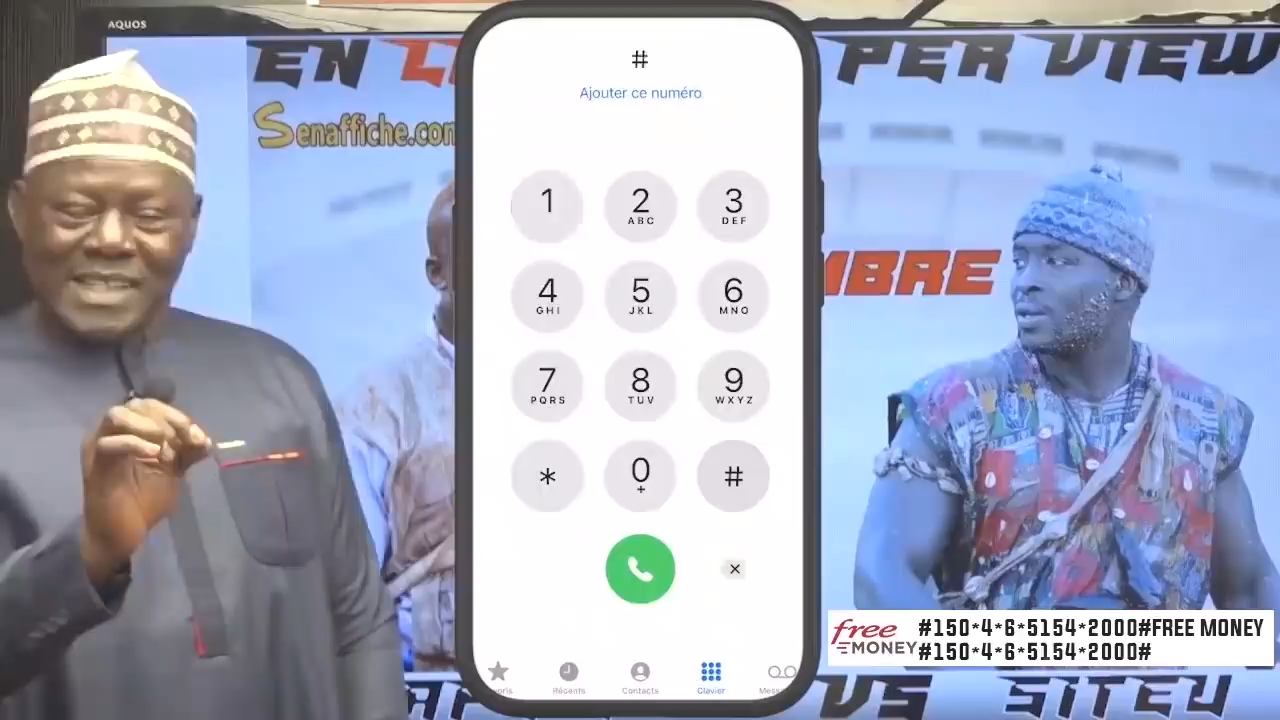 AQUOS
EN
PER VIEW
Senaffiche.com
#
Ajouter ce numéro
1
2
ABC
3
DEF
4
GHI
5
JKL
6
MNO
7
PQRS
8
TUV
9
WXYZ
*
0
+
#
Récents
Contacts
Clavier
free
MONEY
#150*4*6*5154*2000#FREE MONEY
#150*4*6*5154*2000#
VS
SITEU